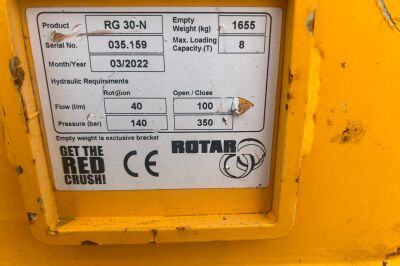 Product RG 30-N Empty Weight (kg) 1655
Serial No. 035.159 Max. Loading Capacity (T) 8
Month/Year 03/2022
Hydraulic Requirements
Rotation Open / Close
Flow (l/m) 40 100
Pressure (bar) 140 350
Empty weight is exclusive bracket
GET THE RED CRUSH! CE ROTAR